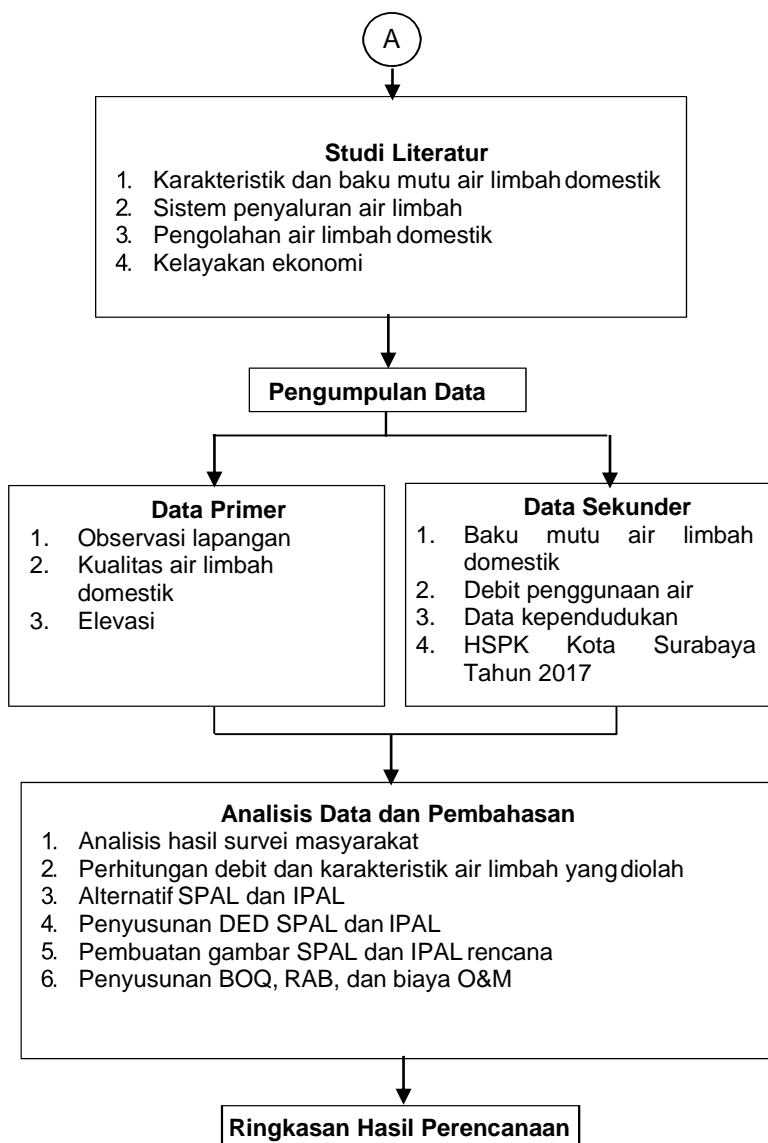 A
Studi Literatur
1. Karakteristik dan baku mutu air limbah domestik
2. Sistem penyaluran air limbah
3. Pengolahan air limbah domestik
4. Kelayakan ekonomi
Pengumpulan Data
Data Primer
1. Observasi lapangan
2. Kualitas air limbah
domestik
3. Elevasi
Data Sekunder
1. Baku mutu air limbah
domestik
2. Debit penggunaan air
3. Data kependudukan
4. HSPK Kota Surabaya
Tahun 2017
Analisis Data dan Pembahasan
1. Analisis hasil survei masyarakat
2. Perhitungan debit dan karakteristik air limbah yang diolah
3. Alternatif SPAL dan IPAL
4. Penyusunan DED SPAL dan IPAL
5. Pembuatan gambar SPAL dan IPAL rencana
6. Penyusunan BOQ, RAB, dan biaya O&M
Ringkasan Hasil Perencanaan